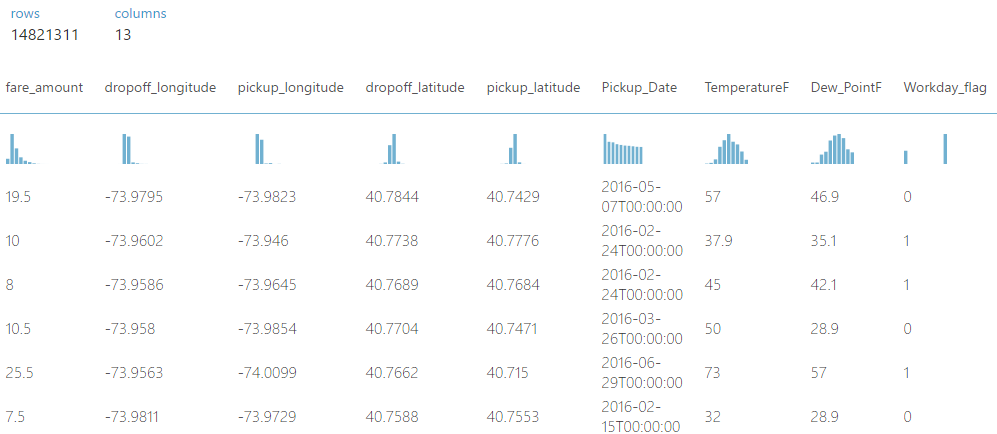 rows columns
14821311 13
fare_amount dropoff_longitude pickup_longitude dropoff_latitude pickup_latitude Pickup_Date TemperatureF Dew_PointF Workday_flag
19.5 -73.9795 -73.9823 40.7844 40.7429 2016-05-07T00:00:00 57 46.9 0
10 -73.9602 -73.946 40.7738 40.7776 2016-02-24T00:00:00 37.9 35.1 1
8 -73.9586 -73.9645 40.7689 40.7684 2016-02-24T00:00:00 45 42.1 1
10.5 -73.958 -73.9854 40.7704 40.7471 2016-03-26T00:00:00 50 28.9 0
25.5 -73.9563 -74.0099 40.7662 40.715 2016-06-29T00:00:00 73 57 1
7.5 -73.9811 -73.9729 40.7588 40.7553 2016-02-15T00:00:00 32 28.9 0